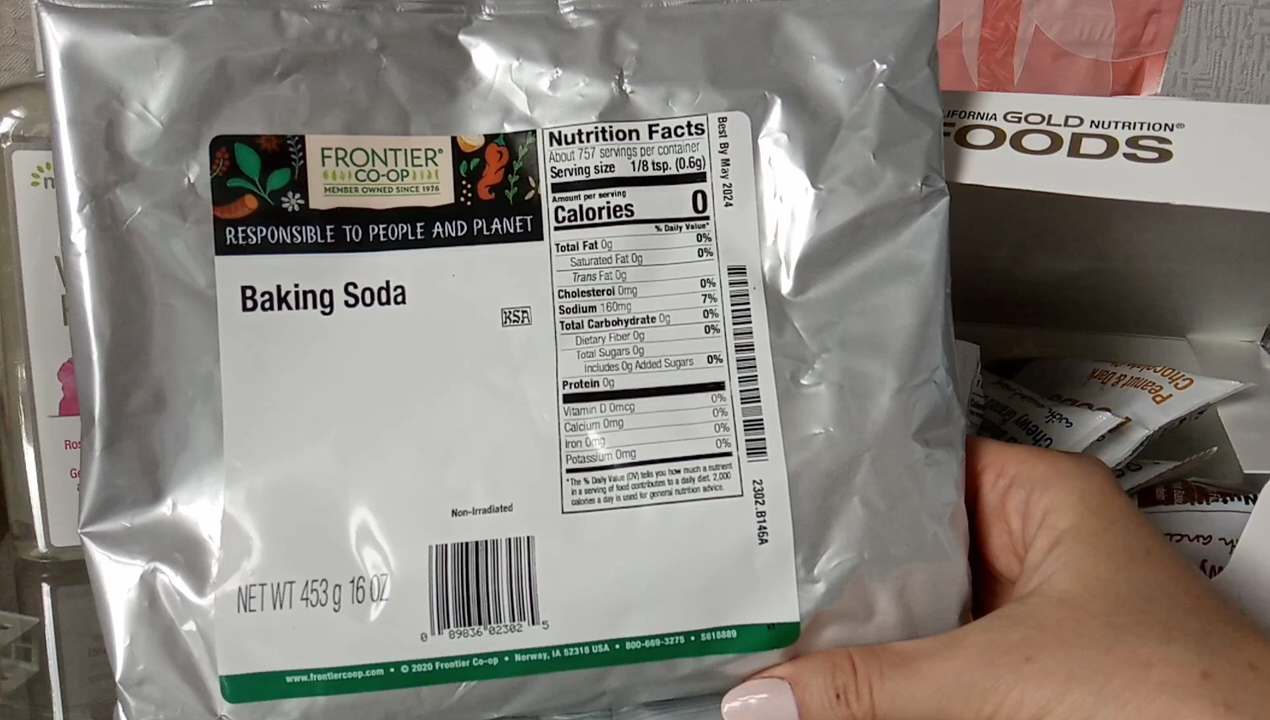 FRONTIER®
CO-OP
MEMBER OWNED SINCE 1976
RESPONSIBLE TO PEOPLE AND PLANET
Baking Soda
KSA
Non-Irradiated
NET WT 453 g 16 OZ
0 89836 02302 5
www.frontiercoop.com • © 2020 Frontier Co-op • Norway, IA 52318 USA • 800-669-3275 • S618889
Nutrition Facts
About 757 servings per container
Serving size 1/8 tsp. (0.6g)
Amount per serving
Calories 0
% Daily Value*
Total Fat 0g 0%
Saturated Fat 0g 0%
Trans Fat 0g
Cholesterol 0mg 0%
Sodium 160mg 7%
Total Carbohydrate 0g 0%
Dietary Fiber 0g 0%
Total Sugars 0g
Includes 0g Added Sugars 0%
Protein 0g
Vitamin D 0mcg 0%
Calcium 0mg 0%
Iron 0mg 0%
Potassium 0mg 0%
*The % Daily Value (DV) tells you how much a nutrient
in a serving of food contributes to a daily diet. 2,000
calories a day is used for general nutrition advice.
Best By May 2024
2302.B146A
IFORNIA GOLD NUTRITION®
FOODS
Peanut & Dark
Chocolate
Chewy
with